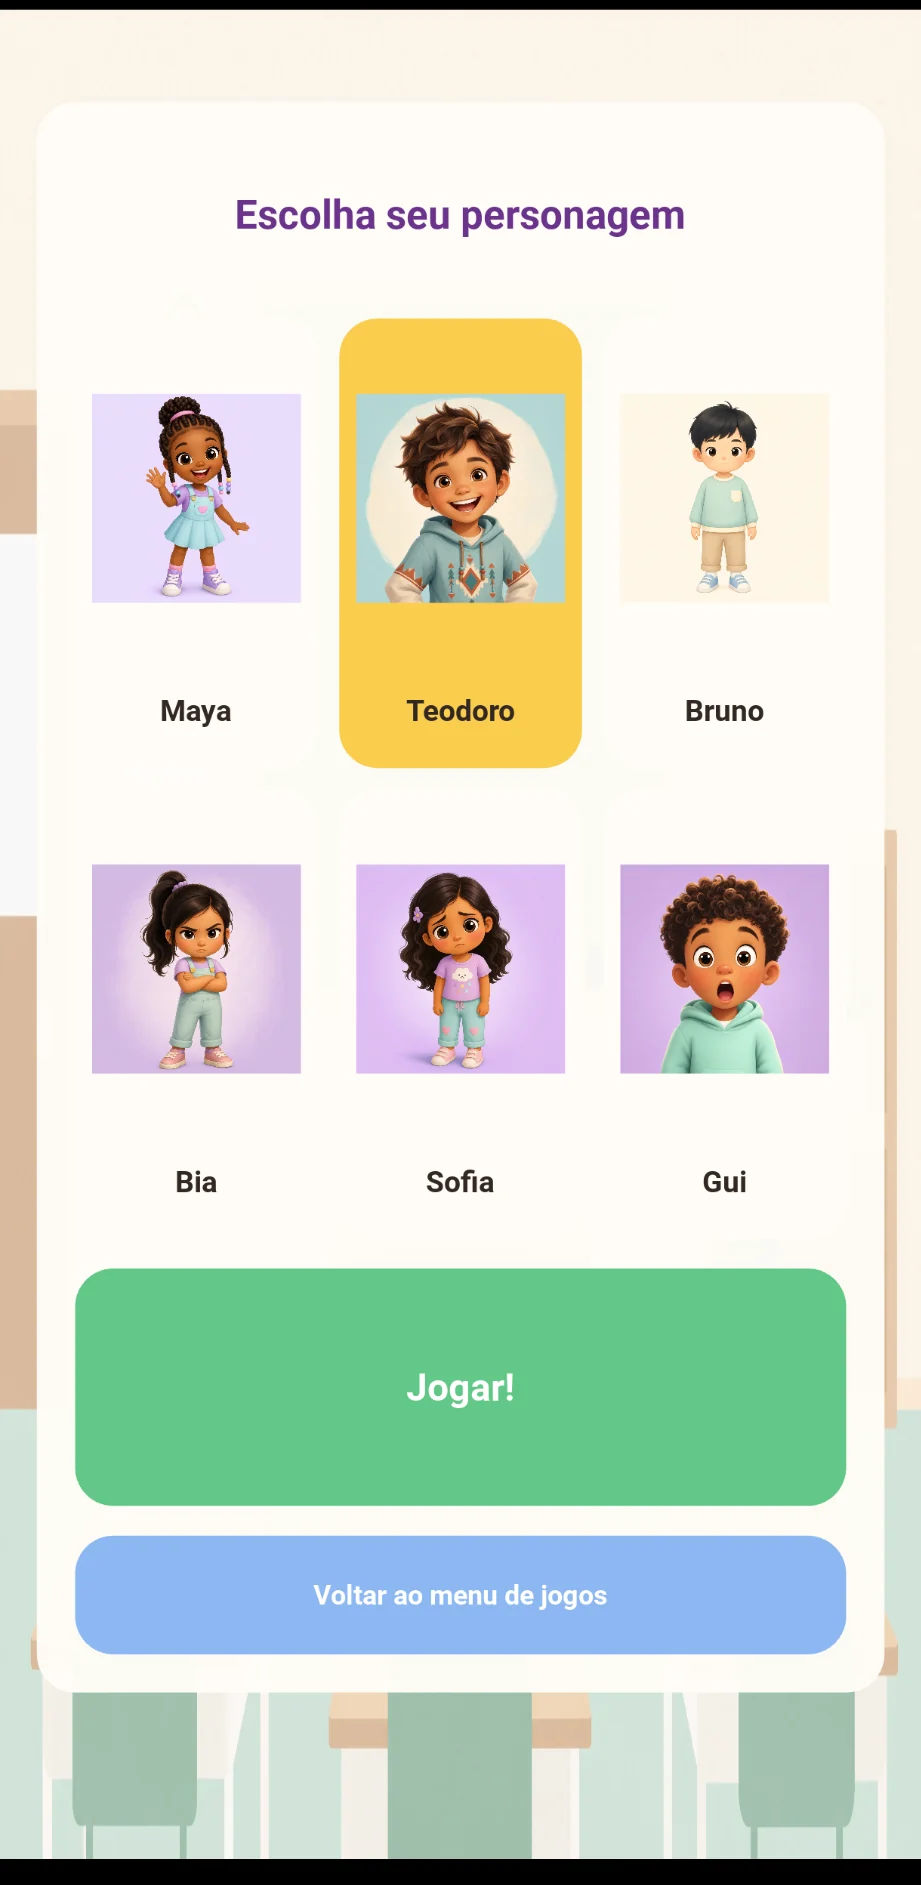 Escolha seu personagem
Maya
Teodoro
Bruno
Bia
Sofia
Gui
Jogar!
Voltar ao menu de jogos